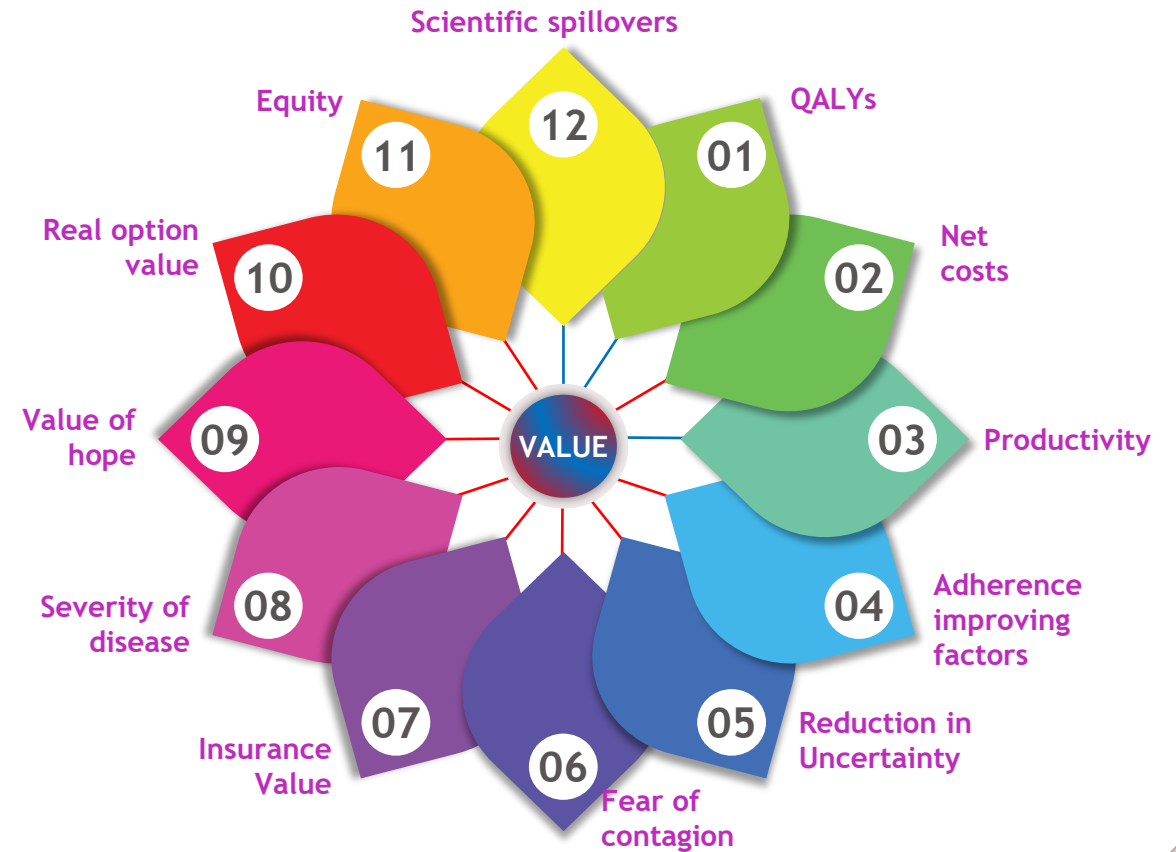 Scientific spillovers
12
QALYs
01
Net
costs
02
Productivity
03
Adherence
improving
factors
04
Reduction in
Uncertainty
05
Fear of
contagion
06
Insurance
Value
07
Severity of
disease
08
Value of
hope
09
Real option
value
10
Equity
11
VALUE